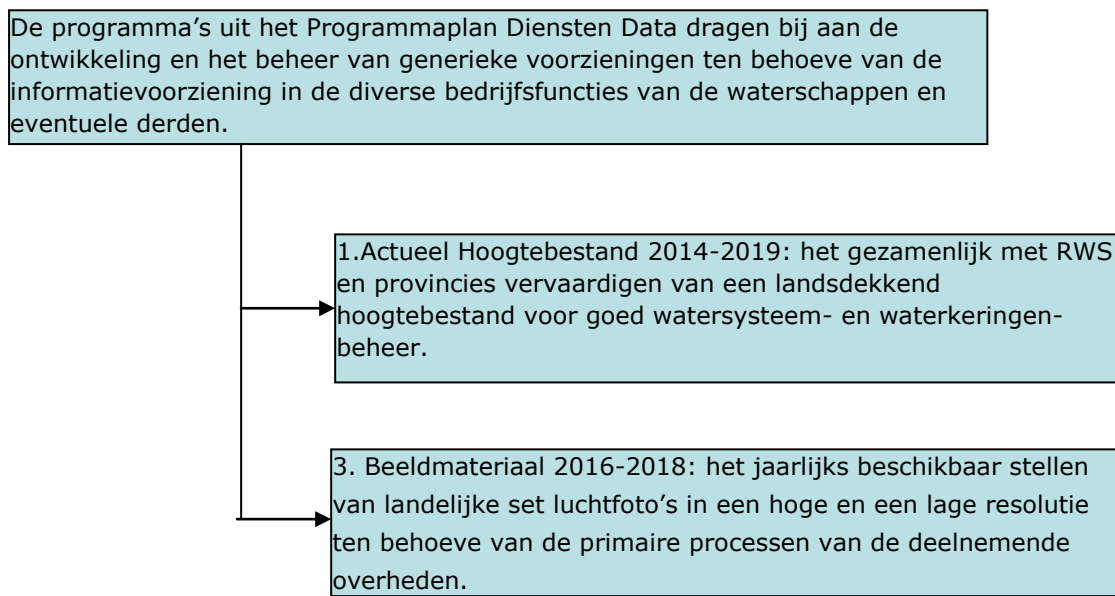 De programma’s uit het Programmaplan Diensten Data dragen bij aan de
ontwikkeling en het beheer van generieke voorzieningen ten behoeve van de
informatievoorziening in de diverse bedrijfsfuncties van de waterschappen en
eventuele derden.
1.Actueel Hoogtebestand 2014-2019: het gezamenlijk met RWS
en provincies vervaardigen van een landsdekkend
hoogtebestand voor goed watersysteem- en waterkeringen-
beheer.
3. Beeldmateriaal 2016-2018: het jaarlijks beschikbaar stellen
van landelijke set luchtfoto’s in een hoge en een lage resolutie
ten behoeve van de primaire processen van de deelnemende
overheden.